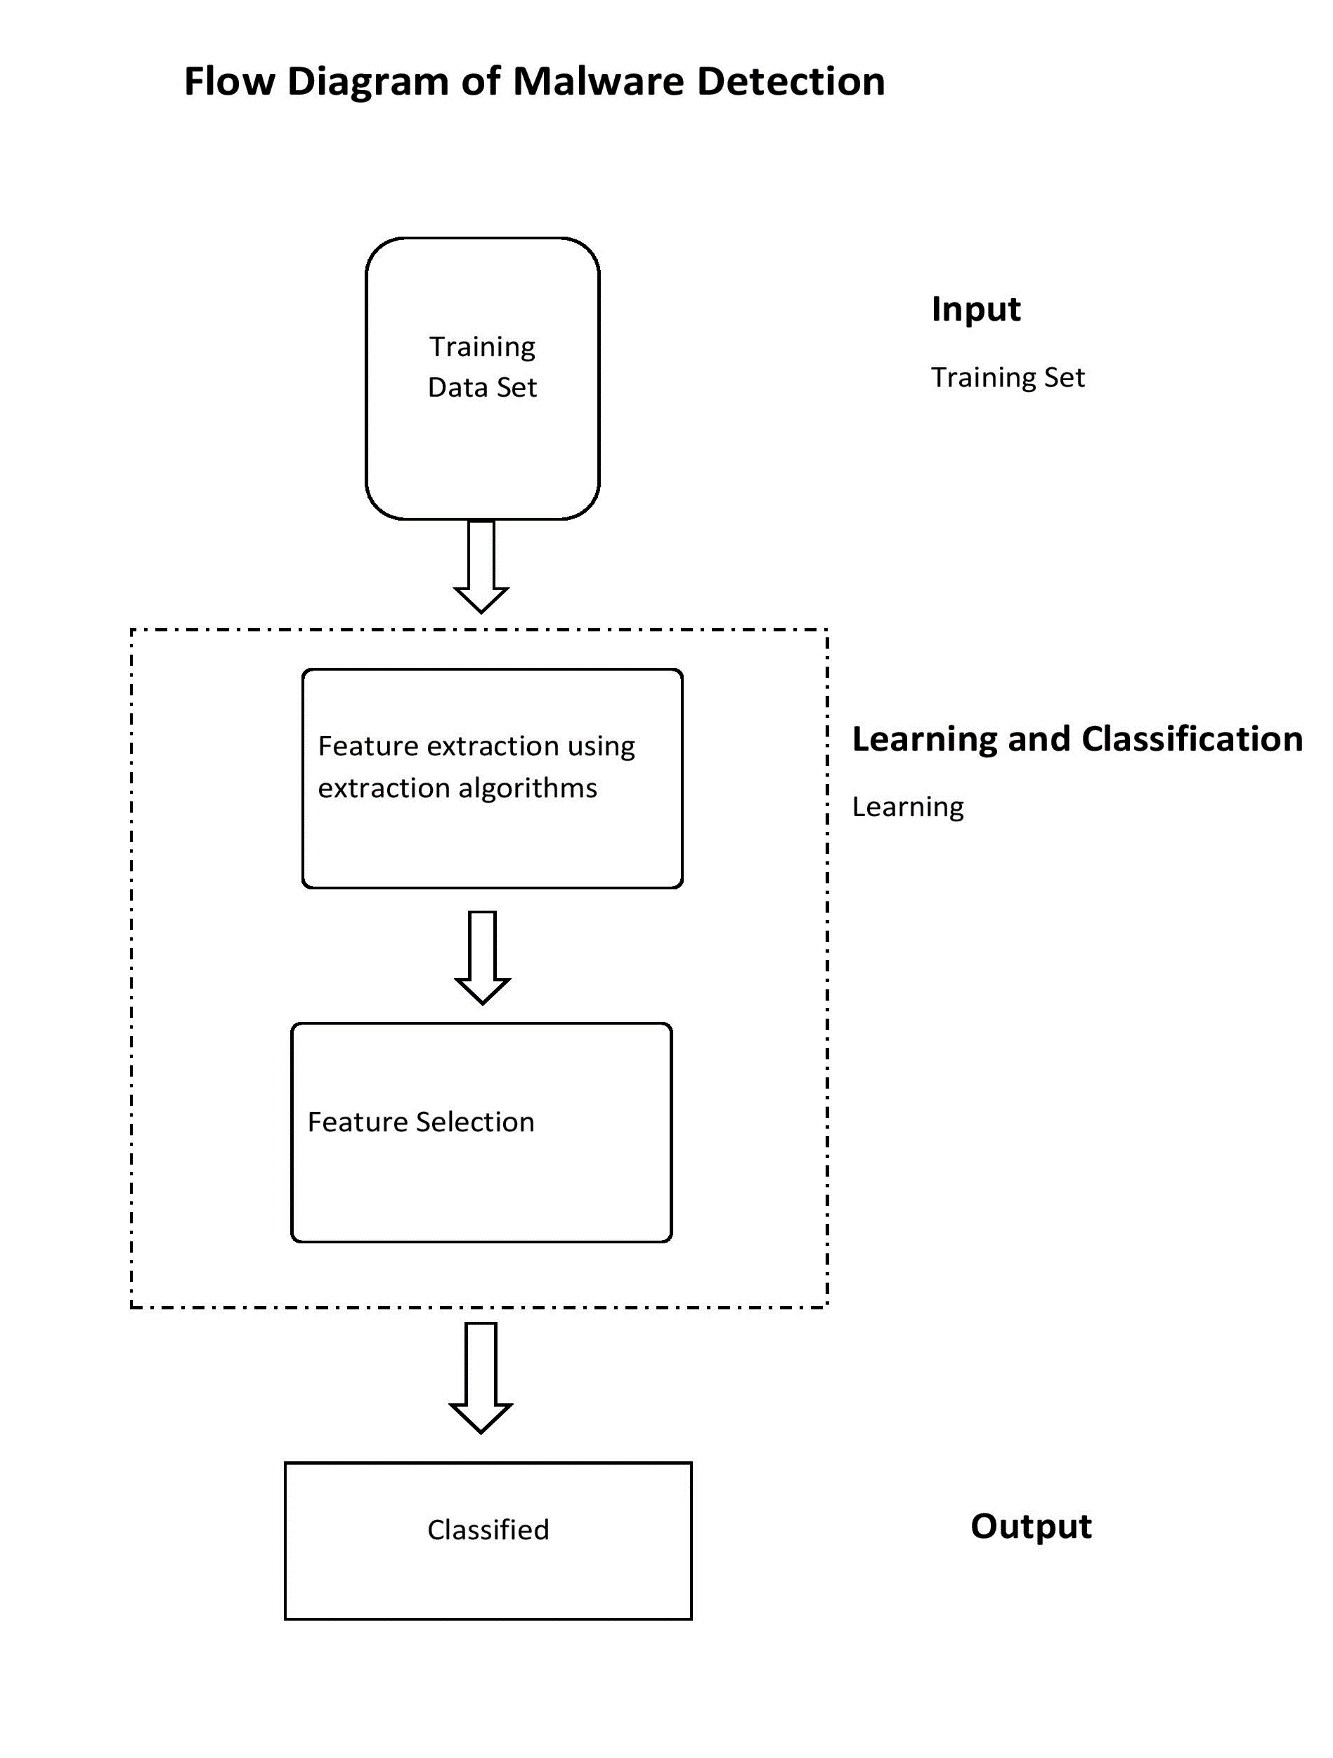 Flow Diagram of Malware Detection
Training
Data Set
Input
Training Set
Feature extraction using
extraction algorithms
Learning and Classification
Learning
Feature Selection
Classified
Output